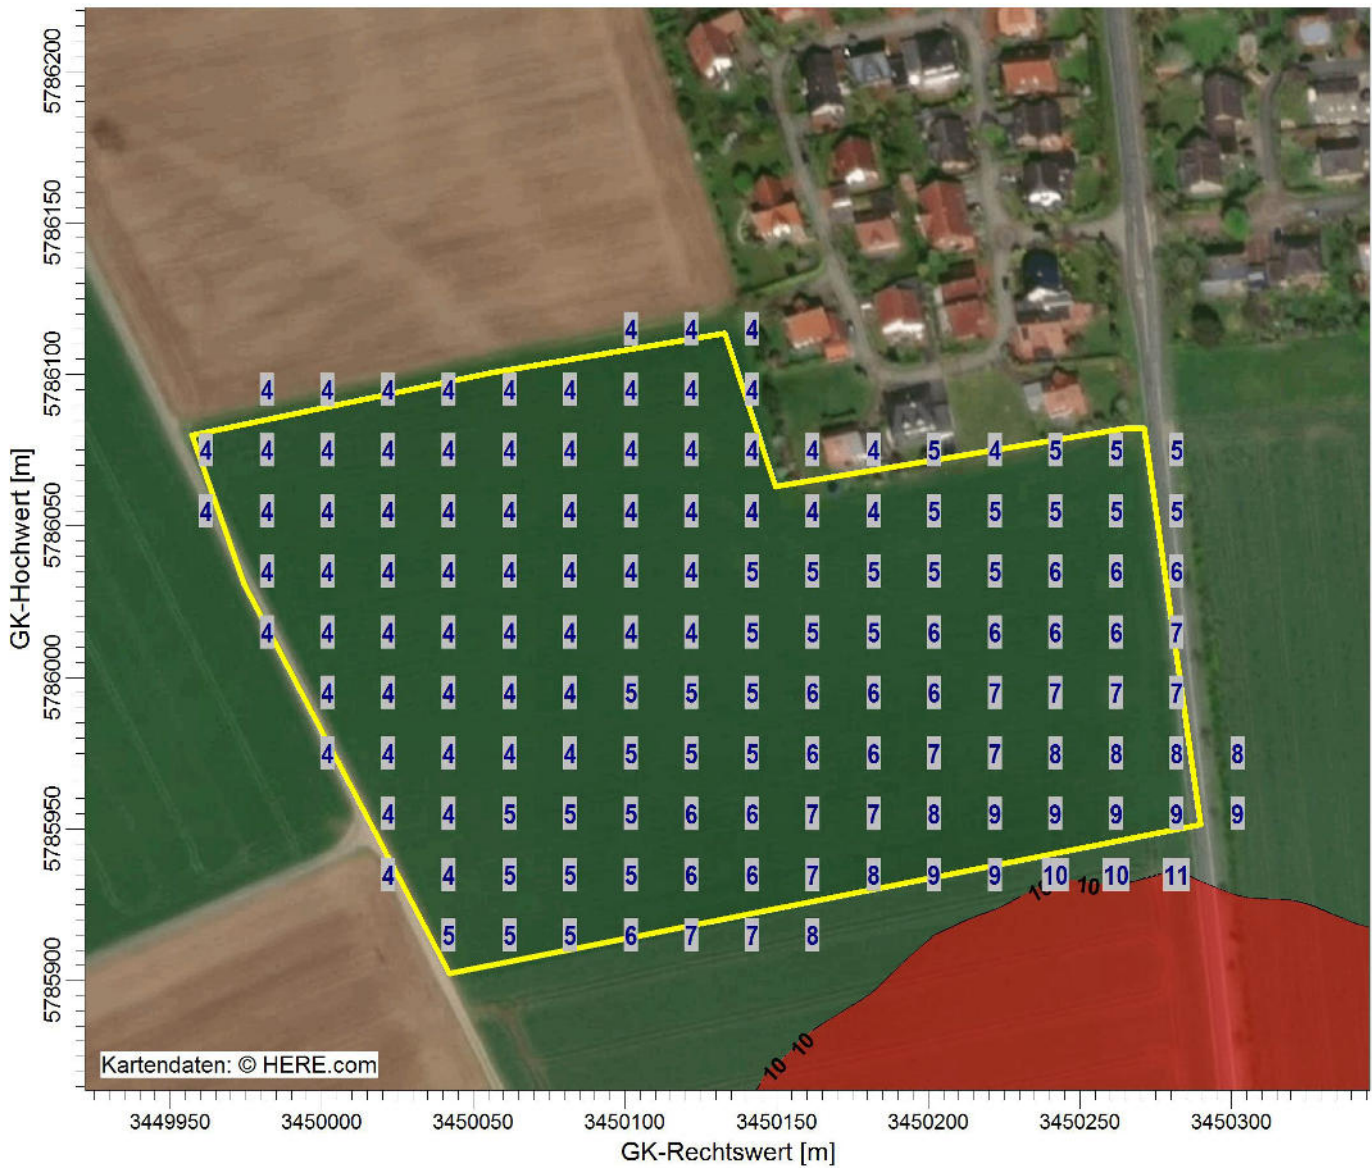 5786200
5786150
5786100
5786050
5786000
5785950
5785900
GK-Hochwert [m]
4 4 4
4 4 4 4 4 4 4 4 4
4 4 4 4 4 4 4 4 4 4 4 4 5 4 5 5 5
4 4 4 4 4 4 4 4 4 4 4 4 5 5 5 5 5
4 4 4 4 4 4 4 4 5 5 5 5 5 6 6 6
4 4 4 4 4 4 4 4 5 5 5 6 6 6 6 7
4 4 4 4 4 5 5 5 6 6 6 7 7 7 7
4 4 4 4 4 5 5 5 6 6 7 7 8 8 8 8
4 4 5 5 5 6 6 7 7 8 9 9 9 9 9
4 4 5 5 5 6 6 7 8 9 9 10 10 11
10 10
5 5 5 6 7 7 8
10 10
Kartendaten: © HERE.com
3449950 3450000 3450050 3450100 3450150 3450200 3450250 3450300
GK-Rechtswert [m]